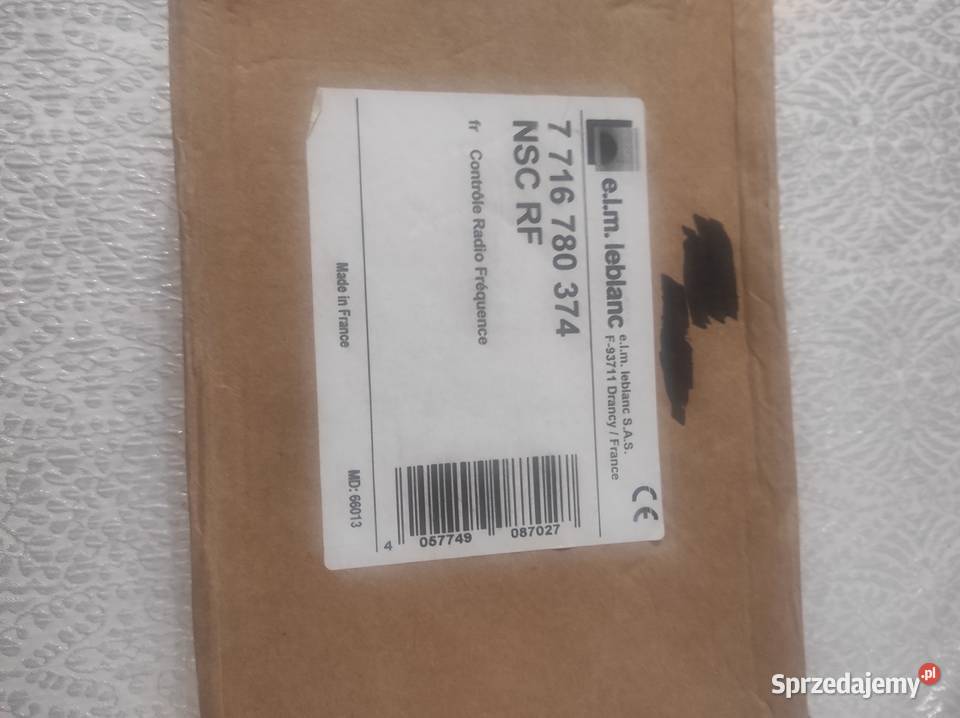 e.l.m. leblanc
e.l.m. leblanc S.A.S.
F-93711 Drancy / France
7 716 780 374
NSC RF
fr Contrôle Radio Fréquence
4 057749 087027
Made in France
MD: 66013
Sprzedajemy.pl